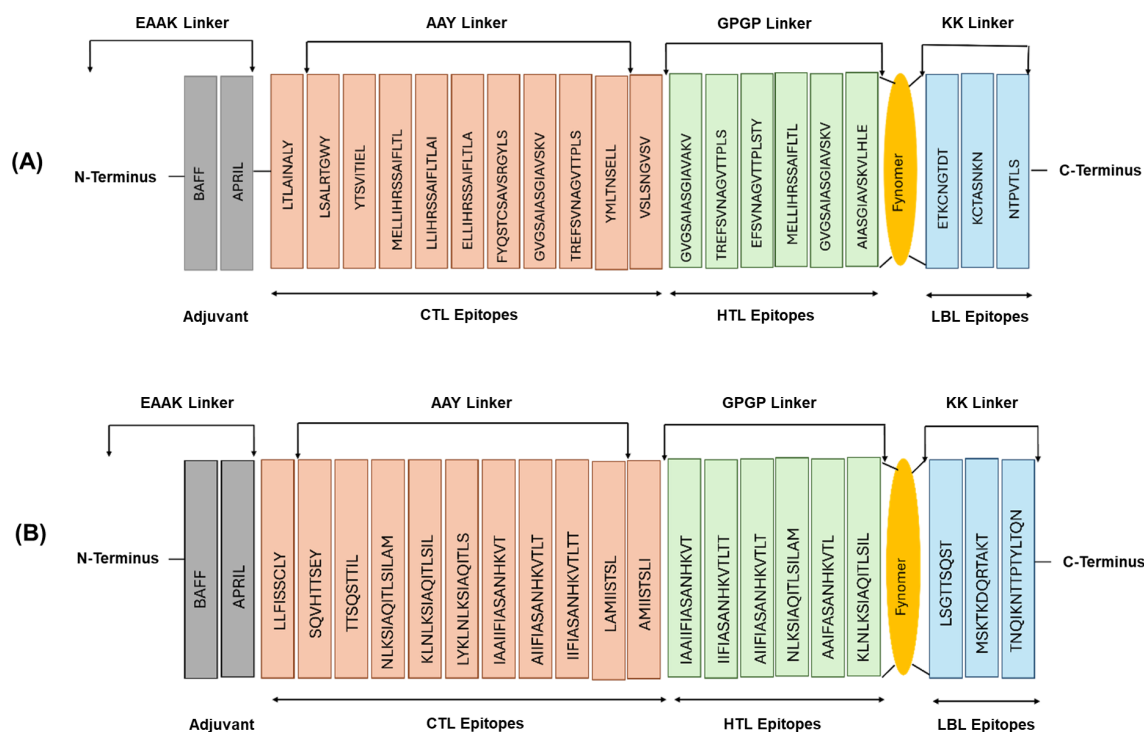 EAAK Linker
AAY Linker
GPGP Linker
KK Linker
(A)
N-Terminus
BAFF
APRIL
LTLAINALY
LSALRTGWY
YTSVITIEL
MELLIHRSSAIFLTL
LLIHRSSAIFLTLAI
ELLIHRSSAIFLTLA
FYQSTCSAVSRGYLS
GVGSAIASGIAVSKV
TREFSVNAGVTTPLS
YMLTNSELL
VSLSNGVSV
GVGSAIASGIAVAKV
TREFSVNAGVTTPLS
EFSVNAGVTTPLSTY
MELLIHRSSAIFLTL
GVGSAIASGIAVSKV
AIASGIAVSKVLHLE
Fynomer
ETKCNGTDT
KCTASNKN
NTPVTLS
C-Terminus
Adjuvant
CTL Epitopes
HTL Epitopes
LBL Epitopes
EAAK Linker
AAY Linker
GPGP Linker
KK Linker
(B)
N-Terminus
BAFF
APRIL
LLFISSCLY
SQVHTTSEY
TTSQSTTIL
NLKSIAQITLSILAM
KLNLKSIAQITLSIL
LYKLNLKSIAQITLS
IAAIIFIASANHKVT
AIIFIASANHKVTLT
IIFIASANHKVTLTT
LAMIISTSL
AMIISTSLI
IAAIIFIASANHKVT
IIFIASANHKVTLTT
AIIFIASANHKVTLT
NLKSIAQITLSILAM
AAIFASANHKVTL
KLNLKSIAQITLSIL
Fynomer
LSGTTSQST
MSKTKDQRTAKT
TNQIKNTTPTYLTQN
C-Terminus
Adjuvant
CTL Epitopes
HTL Epitopes
LBL Epitopes